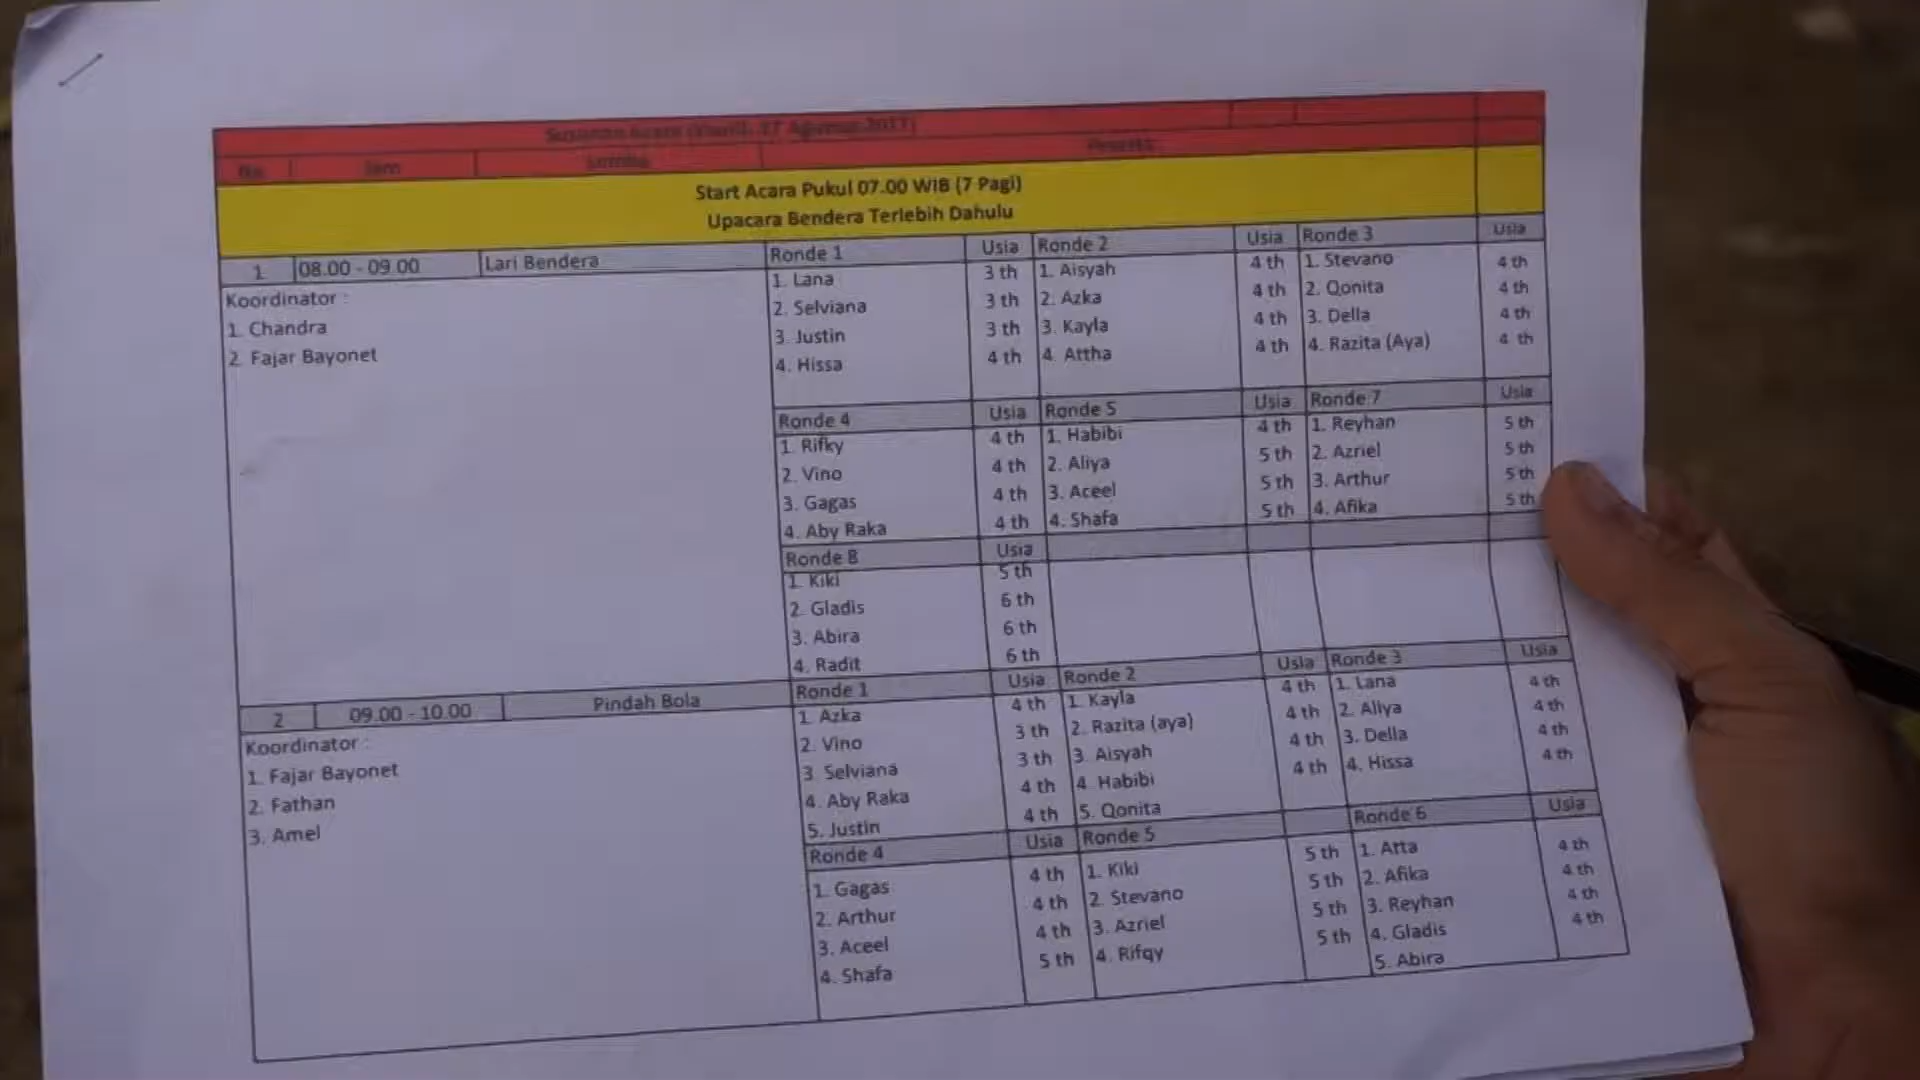 Susunan Acara (Kamis, 17 Agustus 2017)
No Jam Lomba Peserta
Start Acara Pukul 07.00 WIB (7 Pagi)
Upacara Bendera Terlebih Dahulu
1 08.00 - 09.00 Lari Bendera Ronde 1 Usia Ronde 2 Usia Ronde 3 Usia
Koordinator :
1. Chandra
2. Fajar Bayonet
1. Lana 3 th 1. Aisyah 4 th 1. Stevano 4 th
2. Selviana 3 th 2. Azka 4 th 2. Qonita 4 th
3. Justin 3 th 3. Kayla 4 th 3. Della 4 th
4. Hissa 4 th 4. Attha 4 th 4. Razita (Aya) 4 th
Ronde 4 Usia Ronde 5 Usia Ronde 7 Usia
1. Rifky 4 th 1. Habibi 4 th 1. Reyhan 5 th
2. Vino 4 th 2. Aliya 5 th 2. Azriel 5 th
3. Gagas 4 th 3. Aceel 5 th 3. Arthur 5 th
4. Aby Raka 4 th 4. Shafa 5 th 4. Afika 5 th
Ronde 8 Usia
1. Kiki 5 th
2. Gladis 6 th
3. Abira 6 th
4. Radit 6 th
2 09.00 - 10.00 Pindah Bola Ronde 1 Usia Ronde 2 Usia Ronde 3 Usia
Koordinator :
1. Fajar Bayonet
2. Fathan
3. Amel
1. Azka 4 th 1. Kayla 4 th 1. Lana 4 th
2. Vino 3 th 2. Razita (aya) 4 th 2. Aliya 4 th
3. Selviana 3 th 3. Aisyah 4 th 3. Della 4 th
4. Aby Raka 4 th 4. Habibi 4 th 4. Hissa 4 th
5. Justin 4 th 5. Qonita
Ronde 4 Usia Ronde 5 Ronde 6 Usia
1. Gagas 4 th 1. Kiki 5 th 1. Atta 4 th
2. Arthur 4 th 2. Stevano 5 th 2. Afika 4 th
3. Aceel 4 th 3. Azriel 5 th 3. Reyhan 4 th
4. Shafa 5 th 4. Rifqy 5 th 4. Gladis 4 th
5. Abira